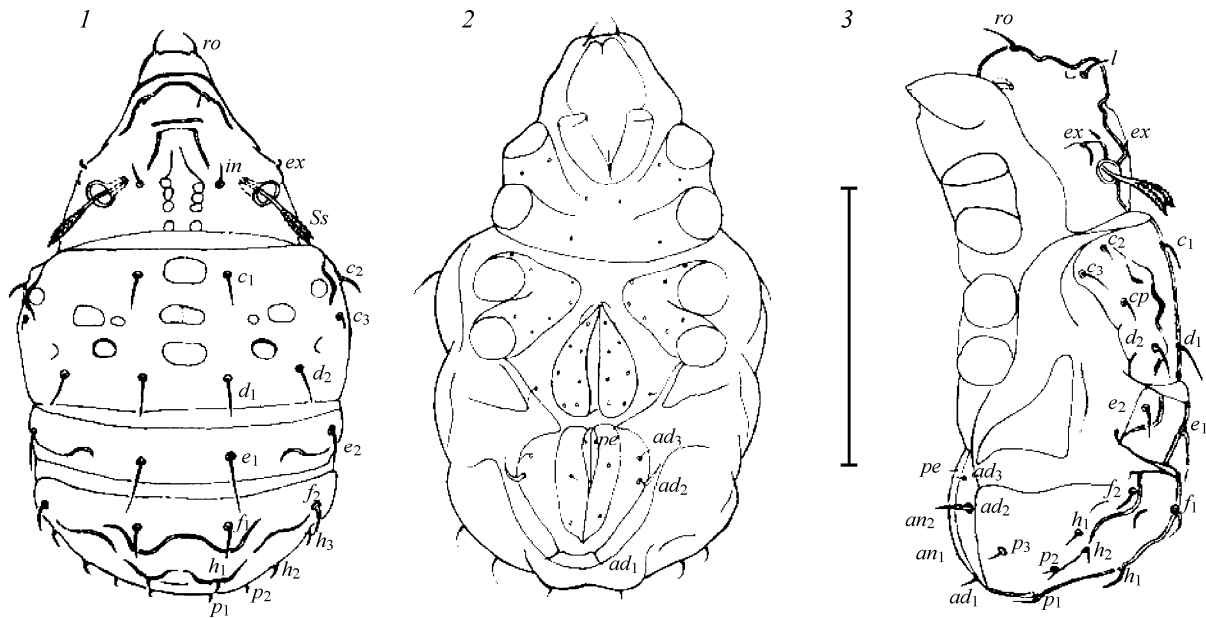 1
ro
in
ex
Ss
c1
c2
c3
d1
d2
e1
e2
f1
f2
h3
h1
h2
p1
p2
2
pe
ad3
ad2
ad1
3
ro
l
ex
ex
c2
c1
c3
cp
d2
d1
e2
e1
pe
ad3
f2
f1
an2
ad2
h1
an1
p3
p2
h2
h1
ad1
p1